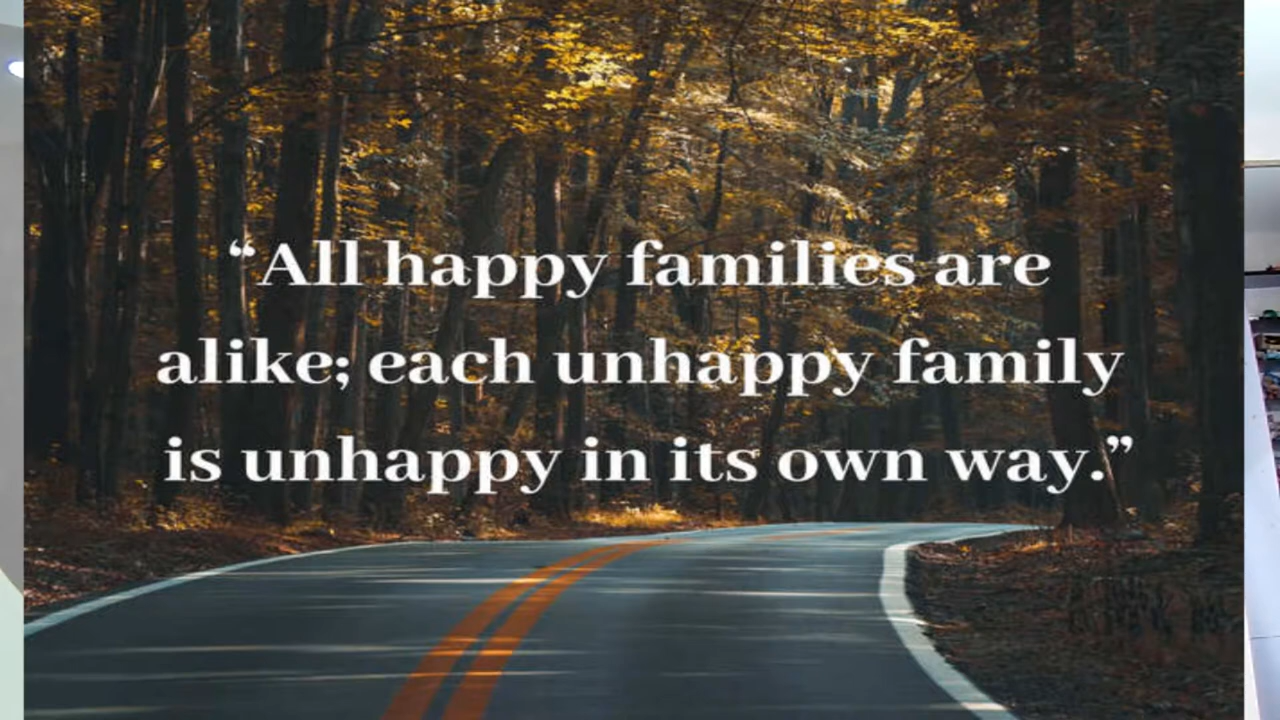 “All happy families are
alike; each unhappy family
is unhappy in its own way.”